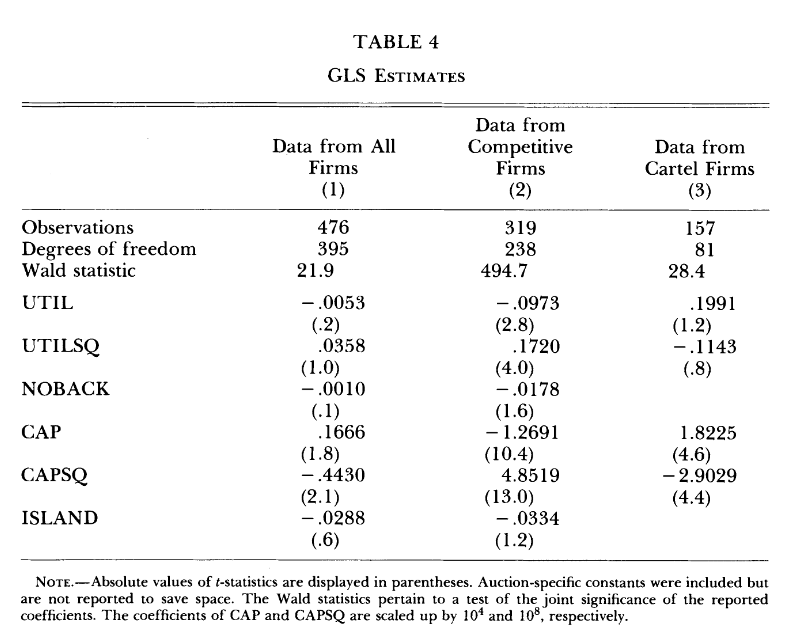 TABLE 4
GLS ESTIMATES
Data from All Firms (1) Data from Competitive Firms (2) Data from Cartel Firms (3)
Observations 476 319 157
Degrees of freedom 395 238 81
Wald statistic 21.9 494.7 28.4
UTIL −.0053 −.0973 .1991
(.2) (2.8) (1.2)
UTILSQ .0358 .1720 −.1143
(1.0) (4.0) (.8)
NOBACK −.0010 −.0178
(.1) (1.6)
CAP .1666 −1.2691 1.8225
(1.8) (10.4) (4.6)
CAPSQ −.4430 4.8519 −2.9029
(2.1) (13.0) (4.4)
ISLAND −.0288 −.0334
(.6) (1.2)
NOTE.—Absolute values of t-statistics are displayed in parentheses. Auction-specific constants were included but
are not reported to save space. The Wald statistics pertain to a test of the joint significance of the reported
coefficients. The coefficients of CAP and CAPSQ are scaled up by 10⁴ and 10⁸, respectively.